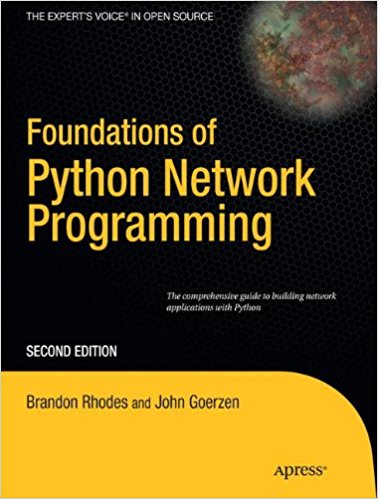 THE EXPERT'S VOICE® IN OPEN SOURCE
Foundations of
Python Network
Programming
The comprehensive guide to building network
applications with Python
SECOND EDITION
Brandon Rhodes and John Goerzen
Apress®